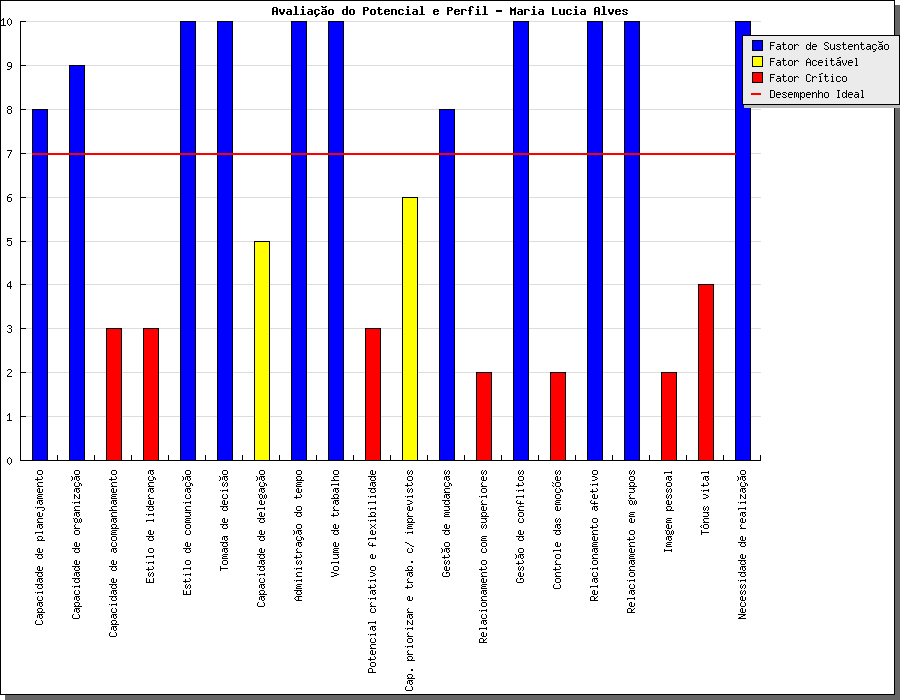 Avaliação do Potencial e Perfil - Maria Lucia Alves
10
9
8
7
6
5
4
3
2
1
0
Fator de Sustentação
Fator Aceitável
Fator Crítico
Desempenho Ideal
Capacidade de planejamento
Capacidade de organização
Capacidade de acompanhamento
Estilo de liderança
Estilo de comunicação
Tomada de decisão
Capacidade de delegação
Administração do tempo
Volume de trabalho
Potencial criativo e flexibilidade
Cap. priorizar e trab. c/ imprevistos
Gestão de mudanças
Relacionamento com superiores
Gestão de conflitos
Controle das emoções
Relacionamento afetivo
Relacionamento em grupos
Imagem pessoal
Tônus vital
Necessidade de realização